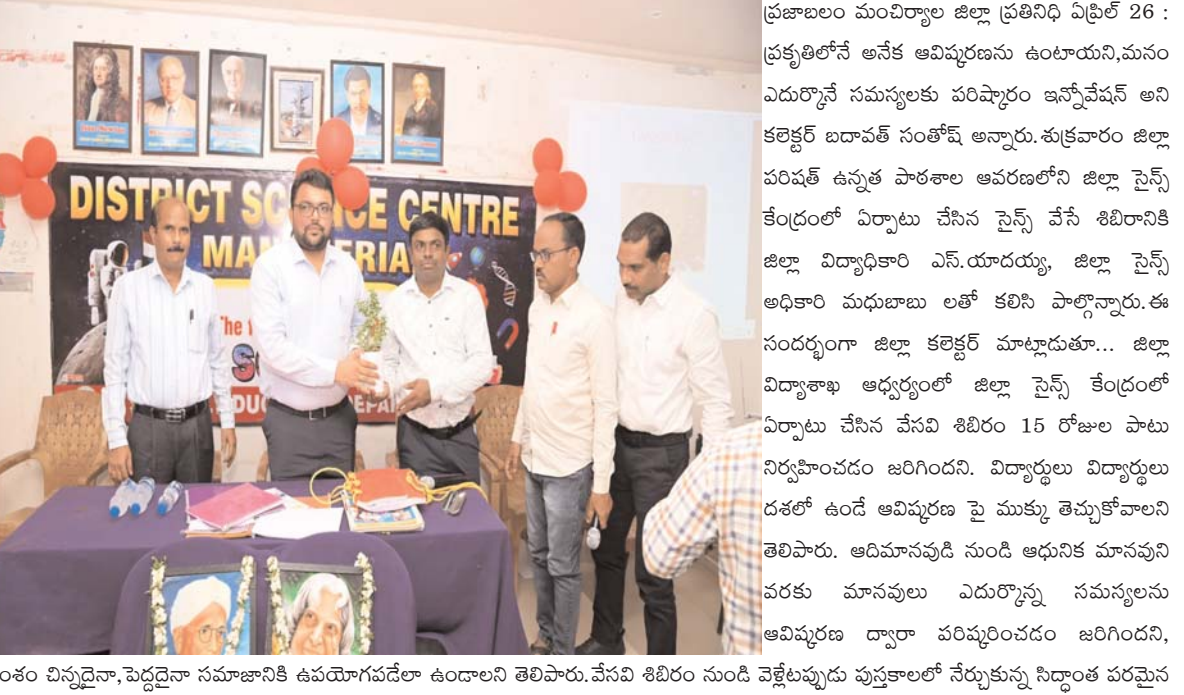 ప్రజాబలం మంచిర్యాల జిల్లా ప్రతినిధి ఏప్రిల్ 26 :
ప్రకృతిలోనే అనేక ఆవిష్కరణను ఉంటాయని,మనం
ఎదుర్కొనే సమస్యలకు పరిష్కారం ఇన్నోవేషన్ అని
కలెక్టర్ బదావత్ సంతోష్ అన్నారు.శుక్రవారం జిల్లా
పరిషత్ ఉన్నత పాఠశాల ఆవరణలోని జిల్లా సైన్స్
కేంద్రంలో ఏర్పాటు చేసిన సైన్స్ వేసే శిబిరానికి
జిల్లా విద్యాధికారి ఎస్.యాదయ్య, జిల్లా సైన్స్
అధికారి మధుబాబు లతో కలిసి పాల్గొన్నారు.ఈ
సందర్భంగా జిల్లా కలెక్టర్ మాట్లాడుతూ... జిల్లా
విద్యాశాఖ ఆధ్వర్యంలో జిల్లా సైన్స్ కేంద్రంలో
ఏర్పాటు చేసిన వేసవి శిబిరం 15 రోజుల పాటు
నిర్వహించడం జరిగిందని. విద్యార్థులు విద్యార్థులు
దశలో ఉండే ఆవిష్కరణ పై ముక్కు తెచ్చుకోవాలని
తెలిపారు. ఆదిమానవుడి నుండి ఆధునిక మానవుని
వరకు మానవులు ఎదుర్కొన్న సమస్యలను
ఆవిష్కరణ ద్వారా పరిష్కరించడం జరిగిందని,
ంశం చిన్నదైనా,పెద్దదైనా సమాజానికి ఉపయోగపడేలా ఉండాలని తెలిపారు.వేసవి శిబిరం నుండి వెళ్లేటప్పుడు పుస్తకాలలో నేర్చుకున్న సిద్ధాంత పరమైన
DISTRICT SCIENCE CENTRE
MANCHERIAL
The